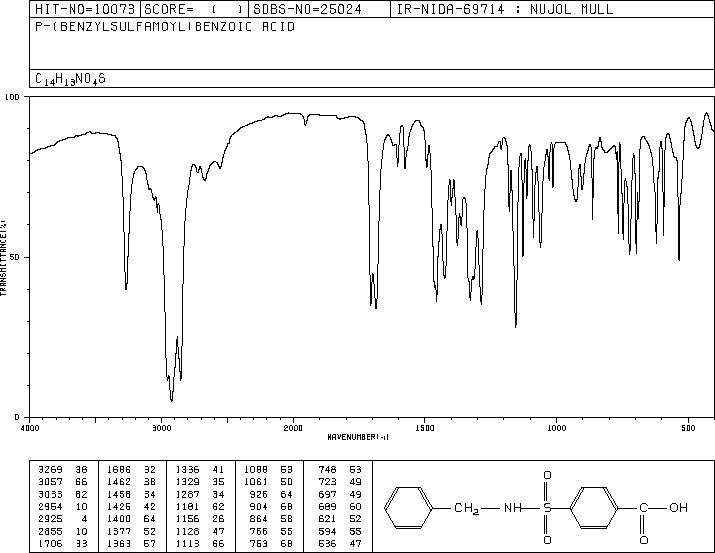 HIT-NO=10073 SCORE= ( ) SDBS-NO=25024 IR-NIDA-69714 : NUJOL MULL
P-(BENZYLSULFAMOYL)BENZOIC ACID
C14H13NO4S
100
50
0
TRANSMITTANCE(%)
4000 3000 2000 1500 1000 500
WAVENUMBER(-1)
3269 38 1686 32 1336 41 1088 53 748 53
3057 66 1462 38 1329 35 1061 50 723 49
3033 62 1458 34 1287 34 926 64 697 49
2954 10 1426 42 1181 62 904 68 689 60
2925 4 1400 64 1156 26 864 58 621 52
2855 10 1377 52 1128 47 766 55 594 55
1706 33 1363 57 1113 66 763 68 536 47
O
CH2 NH S C OH
O O